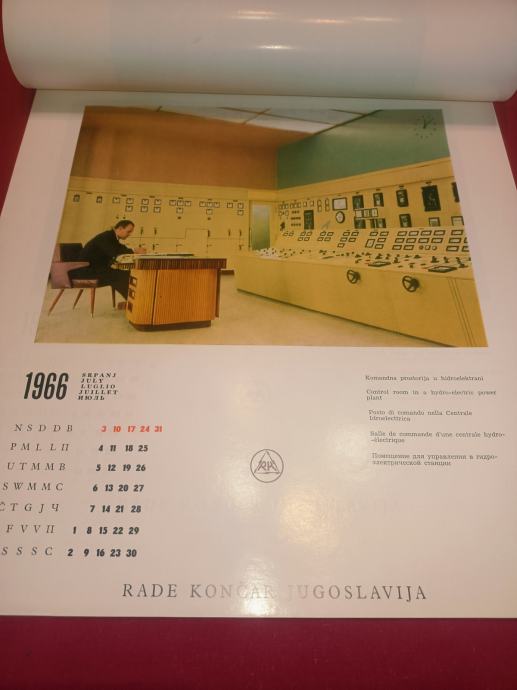 1966
SRPANJ
JULY
LUGLIO
JUILLET
ИЮЛЬ
N S D D D В 3 10 17 24 31
P M L L П 4 11 18 25
U T M M В 5 12 19 26
S W M M С 6 13 20 27
Č T G J Ч 7 14 21 28
F V V П 1 8 15 22 29
S S S С 2 9 16 23 30
Komandna prostorija u hidroelektrani
Control room in a hydro-electric power
plant
Posto di comando nella Centrale
idroelettrica
Salle de commande d'une centrale hydro-
-électrique
Помещение для управления в гидро-
электрической станции
RADE KONČAR JUGOSLAVIJA